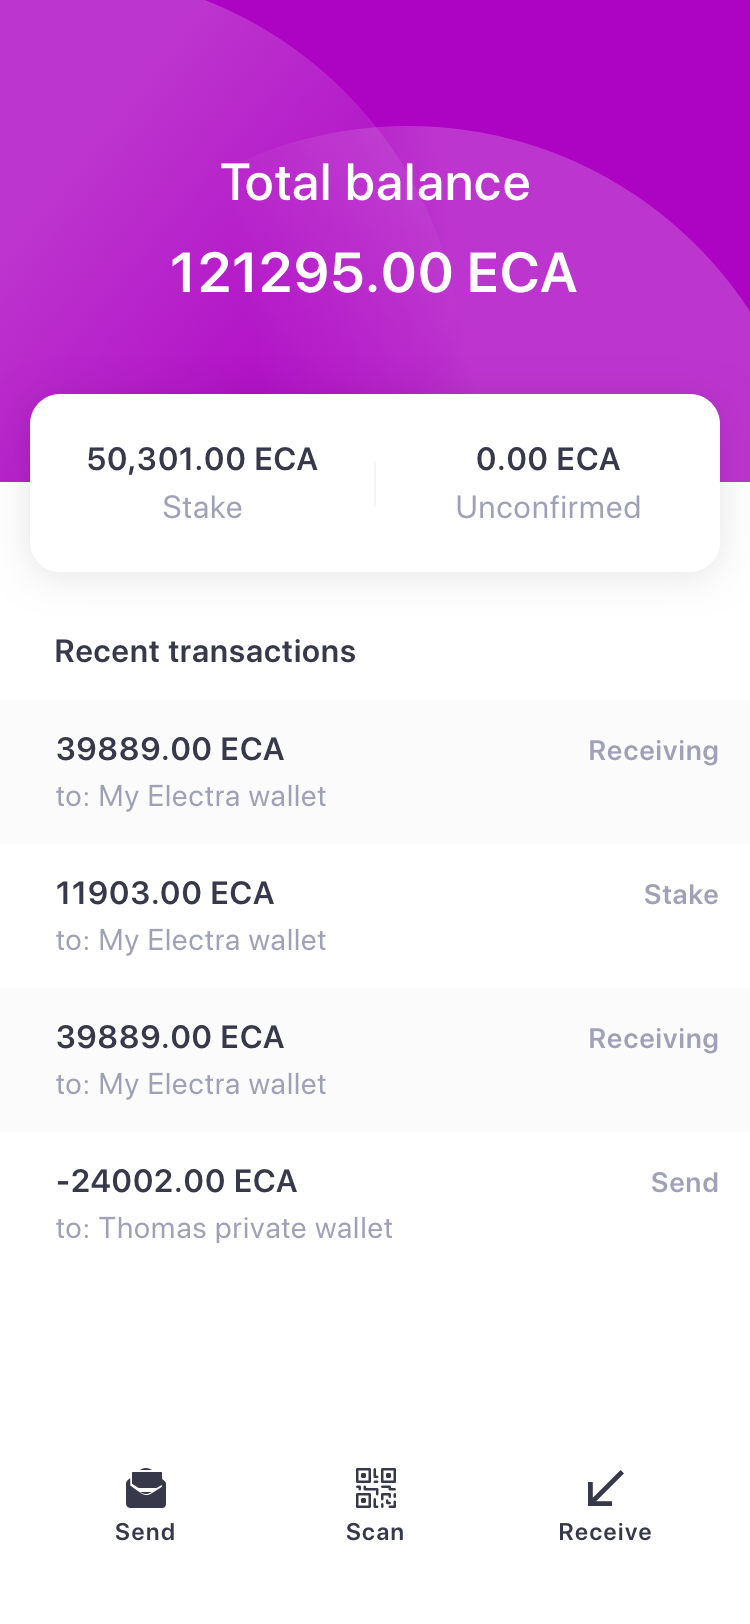 Total balance
121295.00 ECA
50,301.00 ECA
Stake
0.00 ECA
Unconfirmed
Recent transactions
39889.00 ECA
Receiving
to: My Electra wallet
11903.00 ECA
Stake
to: My Electra wallet
39889.00 ECA
Receiving
to: My Electra wallet
-24002.00 ECA
Send
to: Thomas private wallet
Send
Scan
Receive